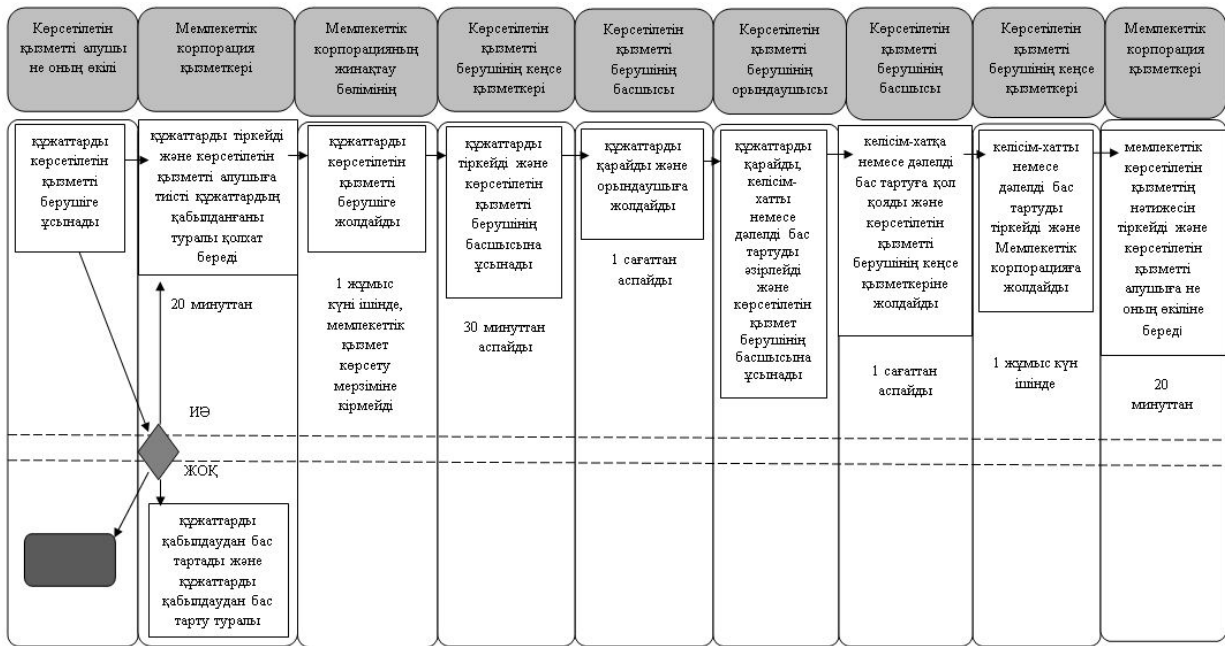 Көрсетілетін
қызметті алушы
не оның өкілі
Мемлекеттік
корпорация
қызметкері
Мемлекеттік
корпорацияның
жинақтау
бөлімінің
Көрсетілетін
қызметті
берушінің кеңсе
қызметкері
Көрсетілетін
қызметті
берушінің
басшысы
Көрсетілетін
қызметті
берушінің
орындаушысы
Көрсетілетін
қызметті
берушінің
басшысы
Көрсетілетін
қызметті
берушінің кеңсе
қызметкері
Мемлекеттік
корпорация
қызметкері
құжаттарды
көрсетілетін
қызметті
берушіге
ұсынады
құжаттарды тіркейді
және көрсетілетін
қызметті алушыға
тиісті құжаттардың
қабылданғаны
туралы қолхат
береді
20 минуттан
ИӘ
ЖОҚ
құжаттарды
қабылдаудан бас
тартады және
құжаттарды
қабылдаудан бас
тарту туралы
құжаттарды
көрсетілетін
қызметті
берушіге
жолдайды
1 жұмыс
күні ішінде,
мемлекеттік
қызмет
көрсету
мерзіміне
кірмейді
құжаттарды
тіркейді және
көрсетілетін
қызметті
берушінің
басшысына
ұсынады
30 минуттан
аспайды
құжаттарды
қарайды және
орындаушыға
жолдайды
1 сағаттан
аспайды
құжаттарды
қарайды,
келісім-
хатты
немесе
дәлелді бас
тартуды
әзірлейді
және
көрсетілетін
қызмет
берушінің
басшысына
ұсынады
келісім-хатқа
немесе дәлелді
бас тартуға қол
қояды және
көрсетілетін
қызметті
берушінің кеңсе
қызметкеріне
жолдайды
1 сағаттан
аспайды
келісім-хатты
немесе
дәлелді бас
тартуды
тіркейді және
Мемлекеттік
корпорацияға
жолдайды
1 жұмыс күн
ішінде
мемлекеттік
көрсетілетін
қызметтің
нәтижесін
тіркейді және
көрсетілетін
қызметті
алушыға не
оның өкіліне
береді
20
минуттан